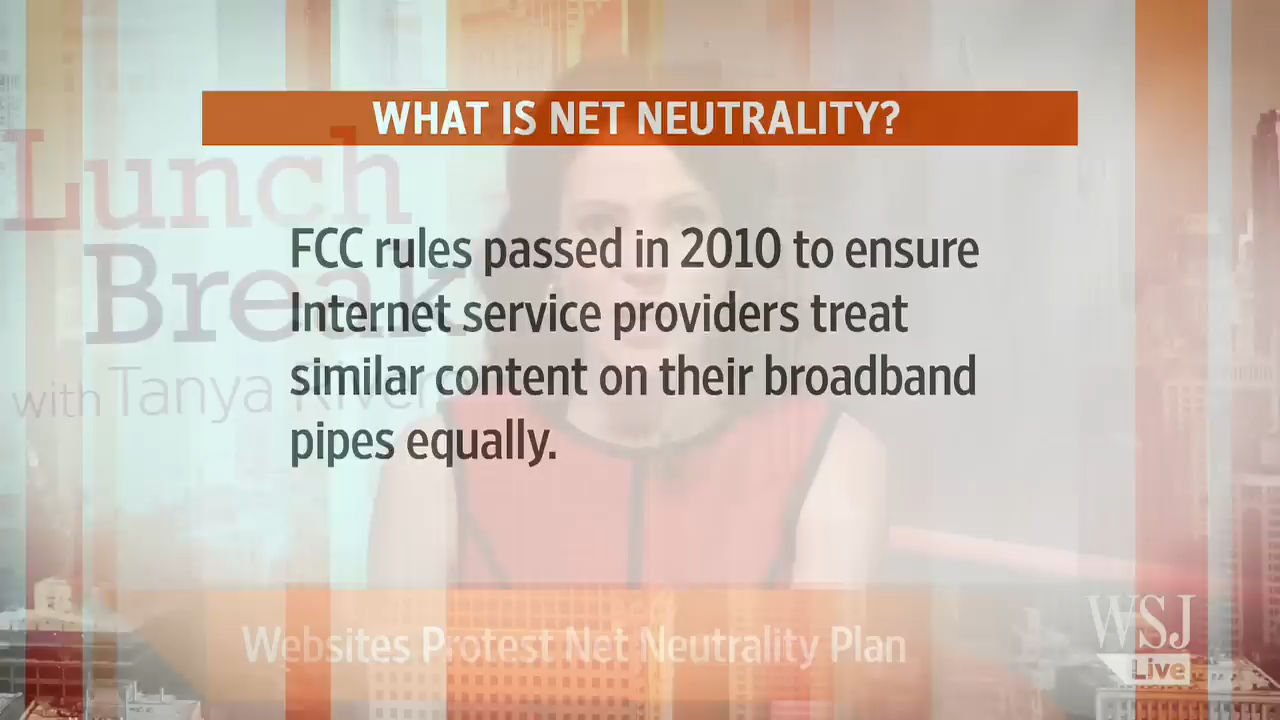 WHAT IS NET NEUTRALITY?
Lunch
Break
with Tanya
FCC rules passed in 2010 to ensure
Internet service providers treat
similar content on their broadband
pipes equally.
Websites Protest Net Neutrality Plan
WSJ
Live